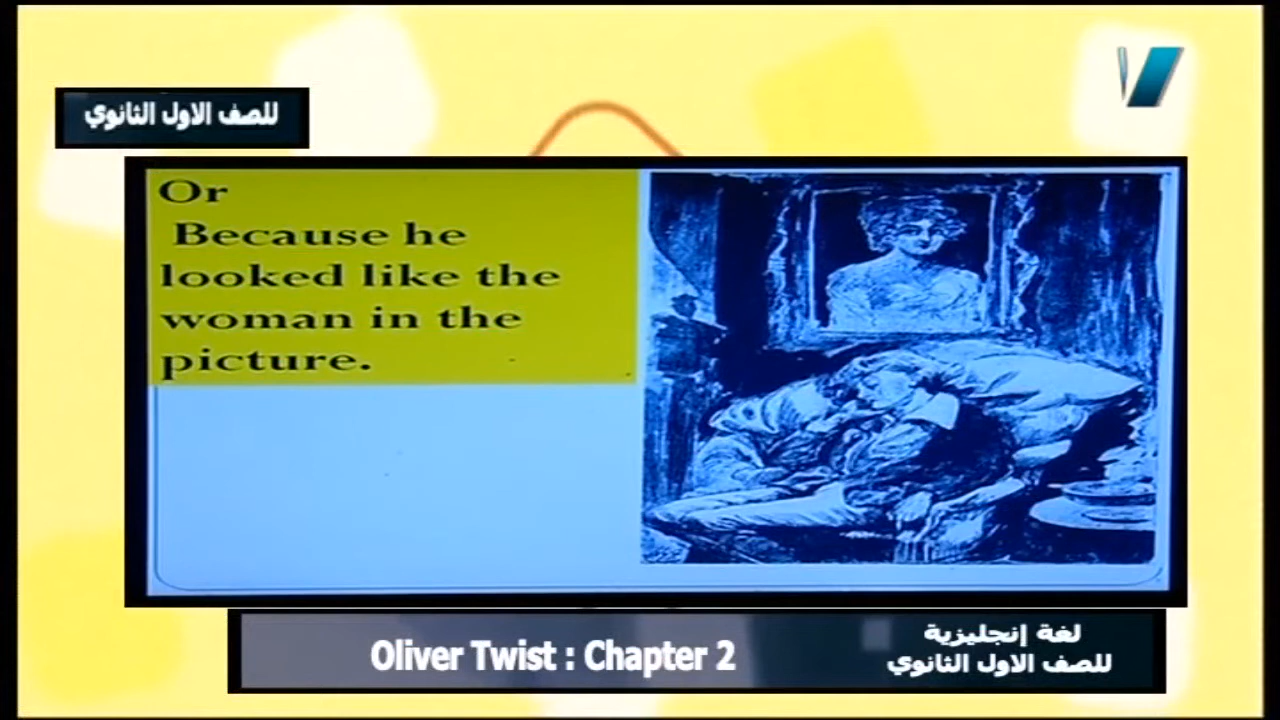 للصف الاول الثانوي
Or
Because he
looked like the
woman in the
picture.
Oliver Twist : Chapter 2
لغة إنجليزية
للصف الاول الثانوي